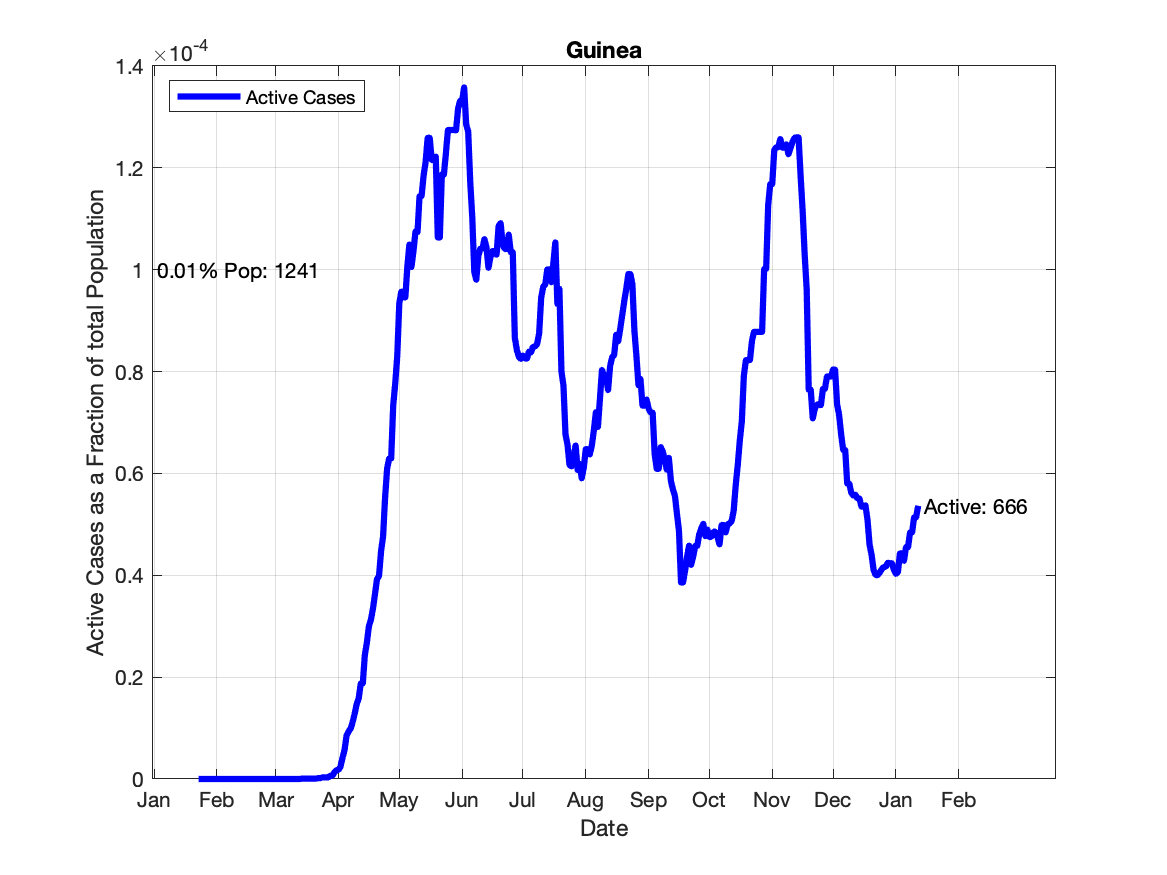 Guinea
×10-4
Active Cases
1.4
1.2
1
0.8
0.6
0.4
0.2
0
0.01% Pop: 1241
Active: 666
Active Cases as a Fraction of total Population
Jan Feb Mar Apr May Jun Jul Aug Sep Oct Nov Dec Jan Feb
Date